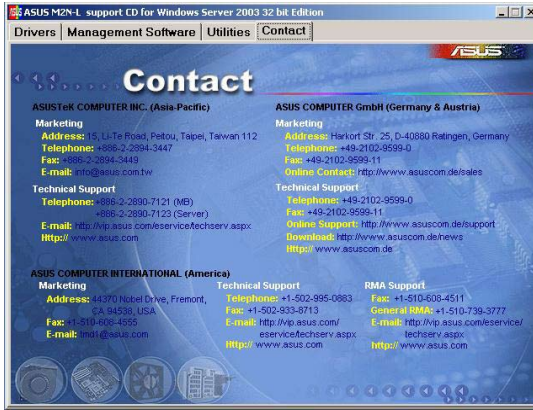 ASUS M2N-L support CD for Windows Server 2003 32 bit Edition
Drivers Management Software Utilities Contact
ASUS
Contact
ASUSTeK COMPUTER INC. (Asia-Pacific)
Marketing
Address: 15, Li-Te Road, Peitou, Taipei, Taiwan 112
Telephone: +886-2-2894-3447
Fax: +886-2-2894-3449
E-mail: info@asus.com.tw
Technical Support
Telephone: +886-2-2890-7121 (MB)
+886-2-2890-7123 (Server)
E-mail: http://vip.asus.com/eservice/techserv.aspx
Http:// www.asus.com
ASUS COMPUTER GmbH (Germany & Austria)
Marketing
Address: Harkort Str. 25, D-40880 Ratingen, Germany
Telephone: +49-2102-9599-0
Fax: +49-2102-9599-11
Online Contact: http://www.asuscom.de/sales
Technical Support
Telephone: +49-2102-9599-0
Fax: +49-2102-9599-11
Online Support: http://www.asuscom.de/support
Download: http://www.asuscom.de/news
Http:// www.asuscom.de
ASUS COMPUTER INTERNATIONAL (America)
Marketing
Address: 44370 Nobel Drive, Fremont,
CA 94538, USA
Fax: +1-510-608-4555
E-mail: tmd1@asus.com
Technical Support
Telephone: +1-502-995-0883
Fax: +1-502-933-8713
E-mail: http://vip.asus.com/
eservice/techserv.aspx
Http:// www.asus.com
RMA Support
Fax: +1-510-608-4511
General RMA: +1-510-739-3777
E-mail: http://vip.asus.com/eservice/
techserv.aspx
http:// www.asus.com